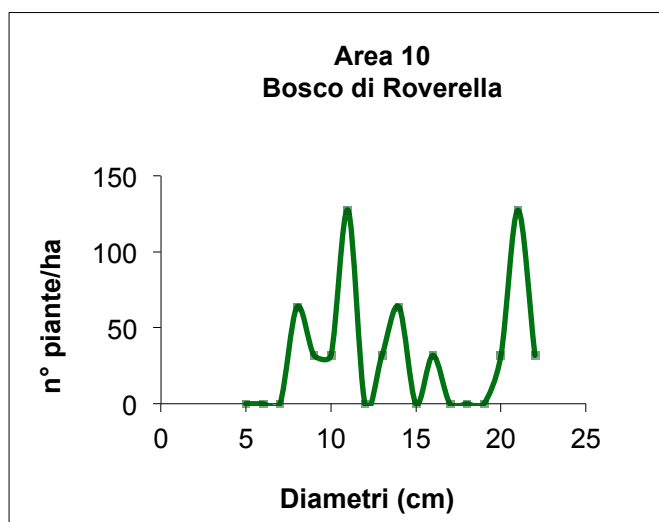 Area 10
Bosco di Roverella
n° piante/ha
150
100
50
0
0 5 10 15 20 25
Diametri (cm)